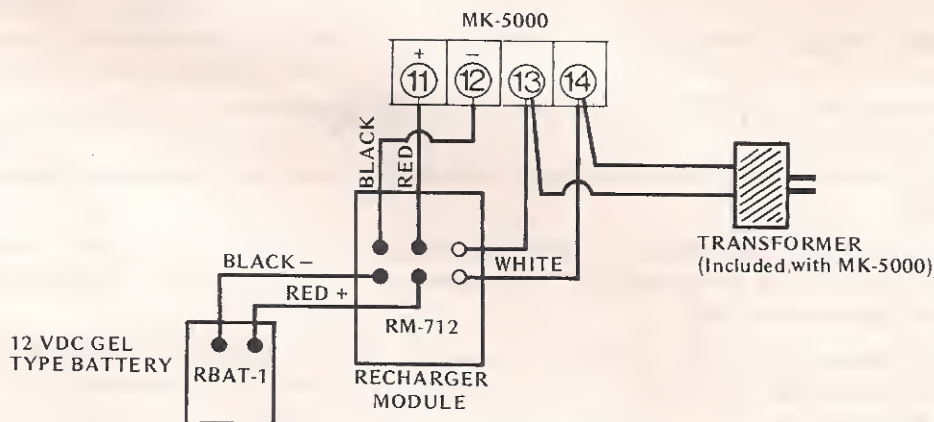 MK-5000
+ −
11 12 13 14
BLACK
RED
BLACK −
WHITE
RED +
TRANSFORMER
(Included with MK-5000)
RM-712
12 VDC GEL
TYPE BATTERY
RBAT-1
RECHARGER
MODULE